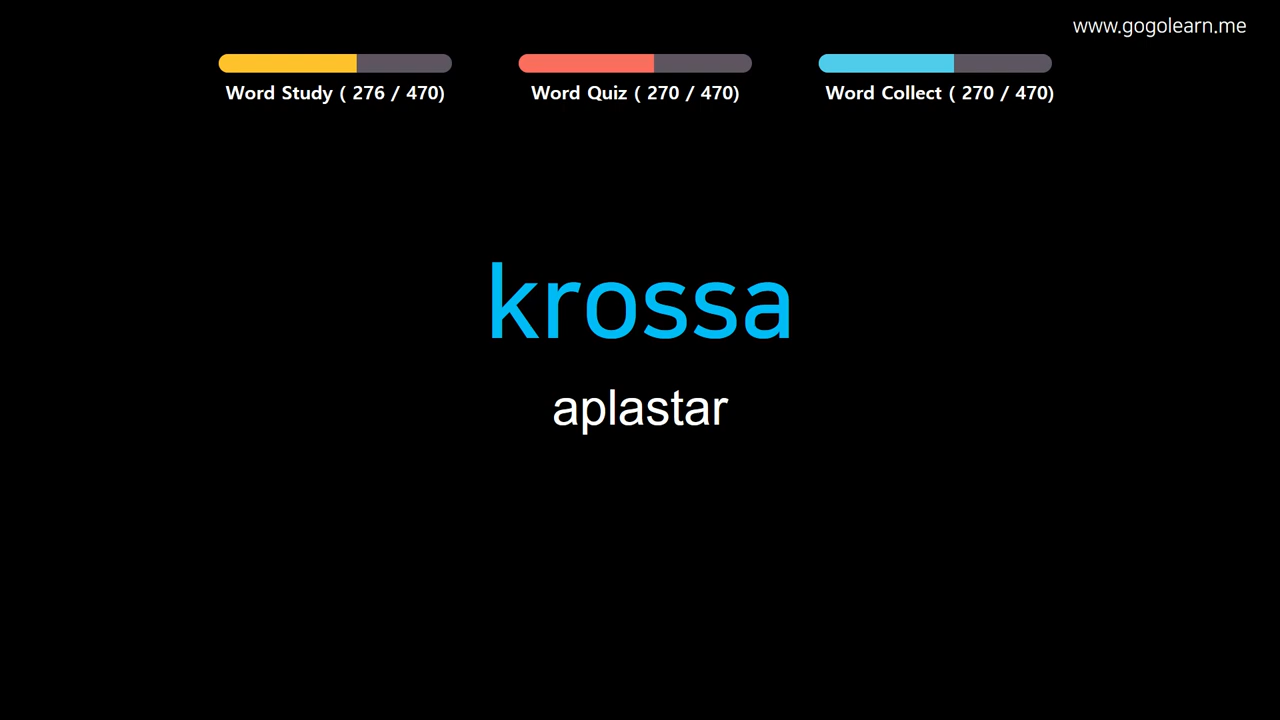 www.gogolearn.me
Word Study ( 276 / 470)
Word Quiz ( 270 / 470)
Word Collect ( 270 / 470)
krossa
aplastar